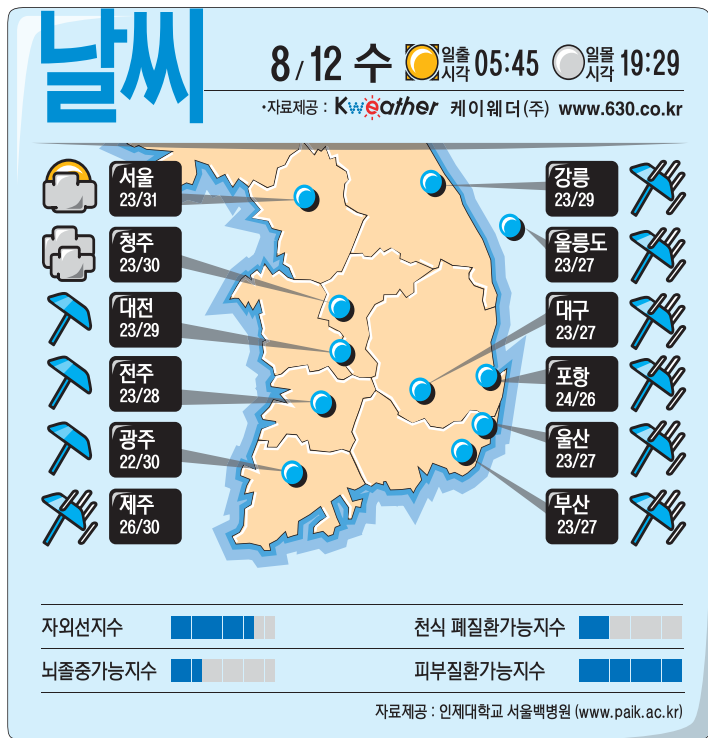 날씨
8/12 수 일출시각 05:45 일몰시각 19:29
•자료제공 : Kweather 케이웨더(주) www.630.co.kr
서울
23/31
강릉
23/29
청주
23/30
울릉도
23/27
대전
23/29
대구
23/27
전주
23/28
포항
24/26
광주
22/30
울산
23/27
제주
26/30
부산
23/27
자외선지수
천식 폐질환가능지수
뇌졸중가능지수
피부질환가능지수
자료제공 : 인제대학교 서울백병원 (www.paik.ac.kr)